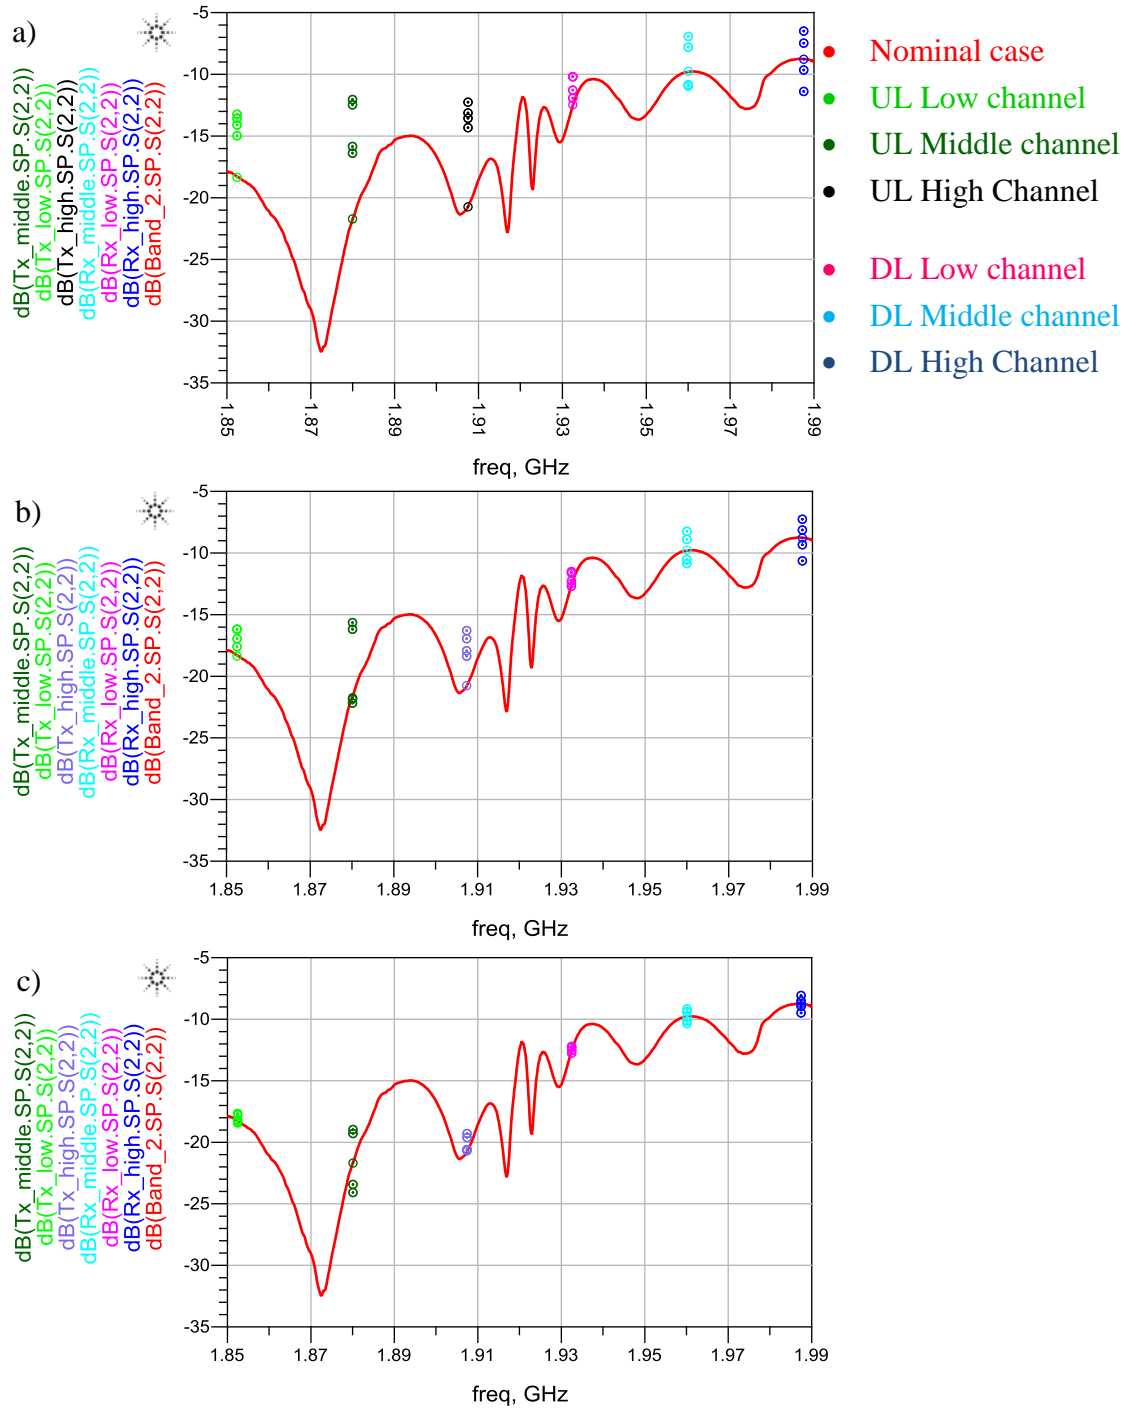 a)
dB(Tx_middle.SP.S(2,2))
dB(Tx_low.SP.S(2,2))
dB(Tx_high.SP.S(2,2))
dB(Rx_middle.SP.S(2,2))
dB(Rx_low.SP.S(2,2))
dB(Rx_high.SP.S(2,2))
dB(Band_2.SP.S(2,2))
-5
-10
-15
-20
-25
-30
-35
1.85 1.87 1.89 1.91 1.93 1.95 1.97 1.99
freq, GHz
Nominal case
UL Low channel
UL Middle channel
UL High Channel
DL Low channel
DL Middle channel
DL High Channel
b)
dB(Tx_middle.SP.S(2,2))
dB(Tx_low.SP.S(2,2))
dB(Tx_high.SP.S(2,2))
dB(Rx_middle.SP.S(2,2))
dB(Rx_low.SP.S(2,2))
dB(Rx_high.SP.S(2,2))
dB(Band_2.SP.S(2,2))
-5
-10
-15
-20
-25
-30
-35
1.85 1.87 1.89 1.91 1.93 1.95 1.97 1.99
freq, GHz
c)
dB(Tx_middle.SP.S(2,2))
dB(Tx_low.SP.S(2,2))
dB(Tx_high.SP.S(2,2))
dB(Rx_middle.SP.S(2,2))
dB(Rx_low.SP.S(2,2))
dB(Rx_high.SP.S(2,2))
dB(Band_2.SP.S(2,2))
-5
-10
-15
-20
-25
-30
-35
1.85 1.87 1.89 1.91 1.93 1.95 1.97 1.99
freq, GHz